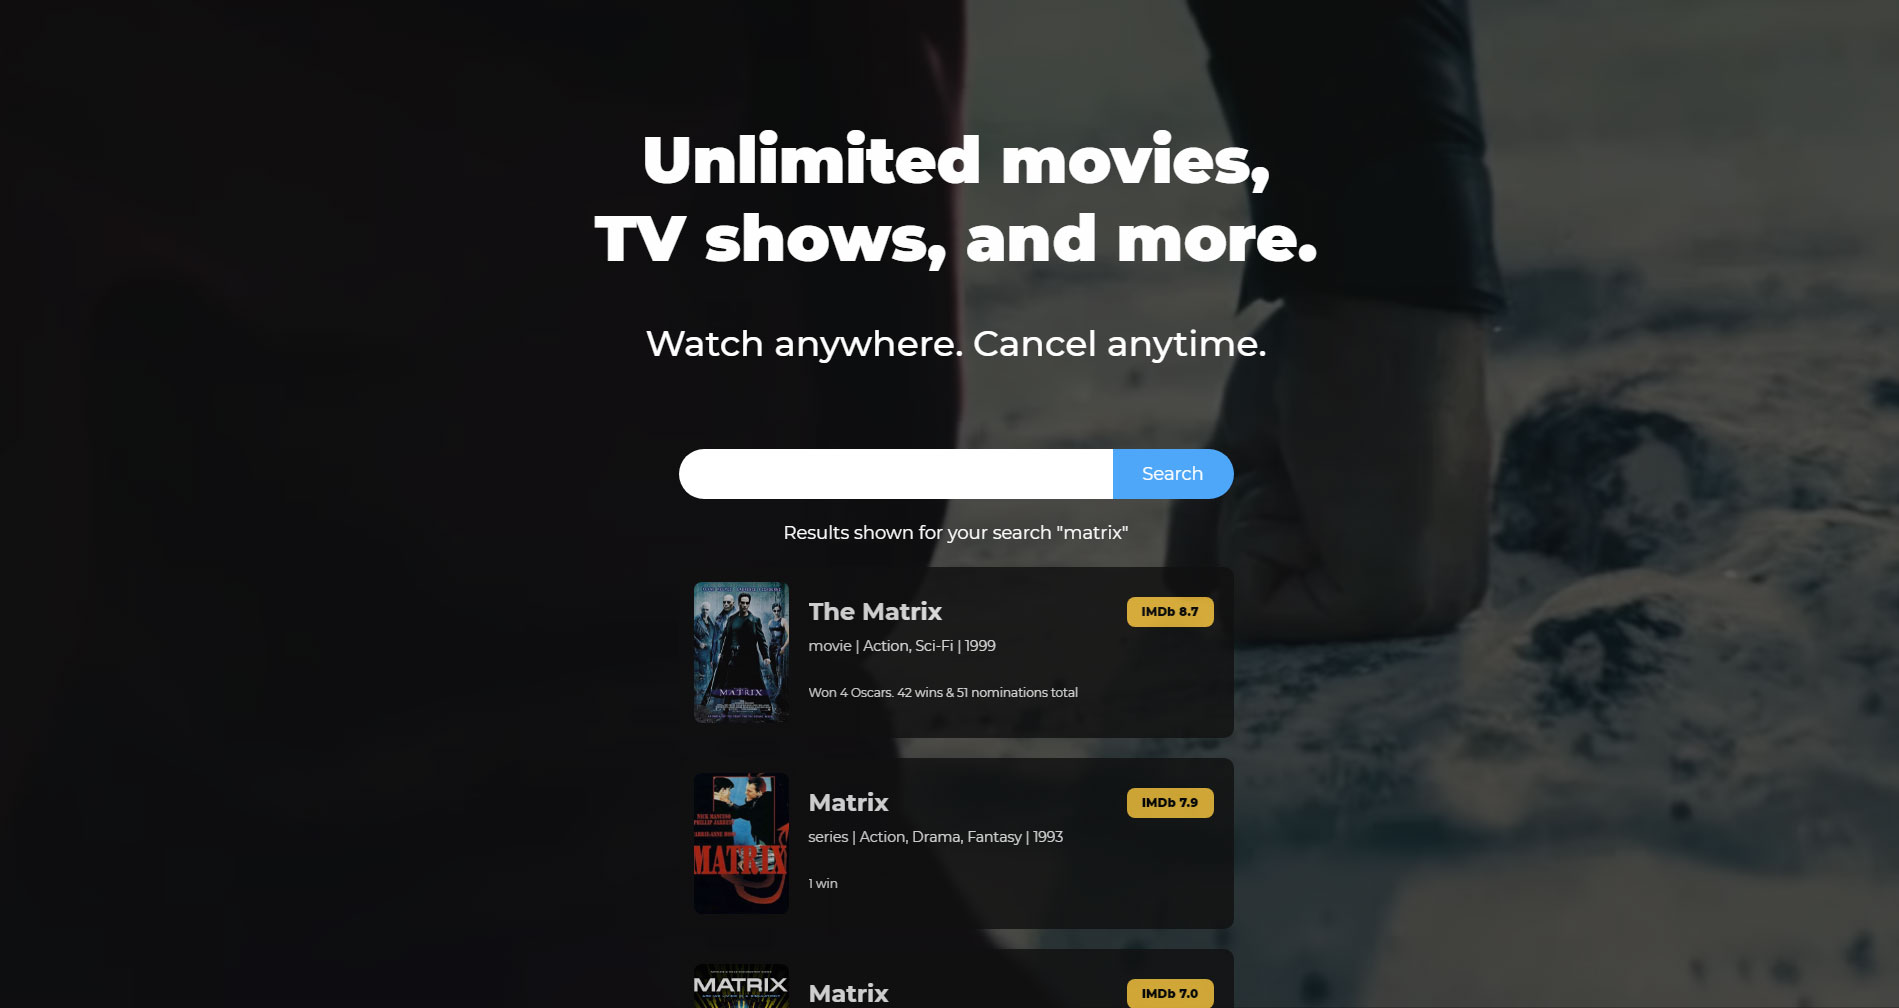 Unlimited movies,
TV shows, and more.
Watch anywhere. Cancel anytime.
Search
Results shown for your search "matrix"
The Matrix
IMDb 8.7
movie | Action, Sci-Fi | 1999
Won 4 Oscars. 42 wins & 51 nominations total
MATRIX
Matrix
IMDb 7.9
series | Action, Drama, Fantasy | 1993
1 win
NICK MANCUSO
MATRIX
Matrix
IMDb 7.0
MATRIX